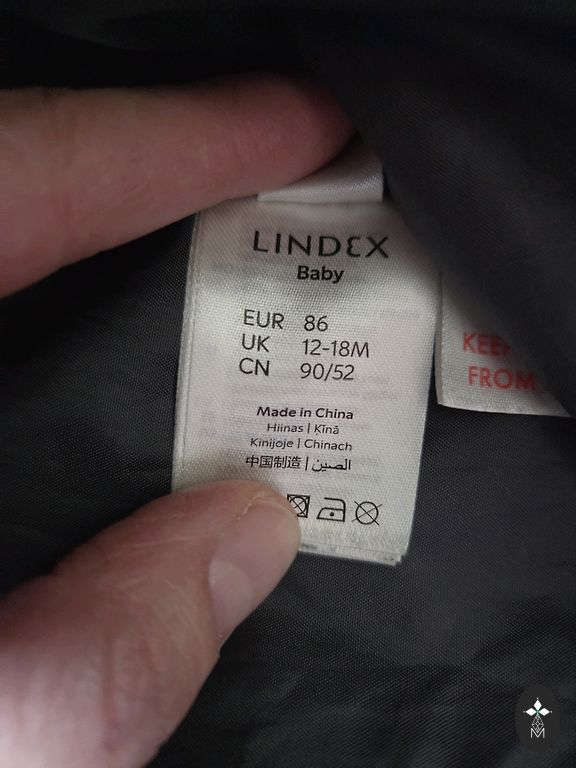 LINDEX
Baby
EUR 86
UK 12-18M
CN 90/52
Made in China
Hiinas | Ķīnā
Kinijoje | Chinach
中国制造 | الصين
KEEP
FROM
M